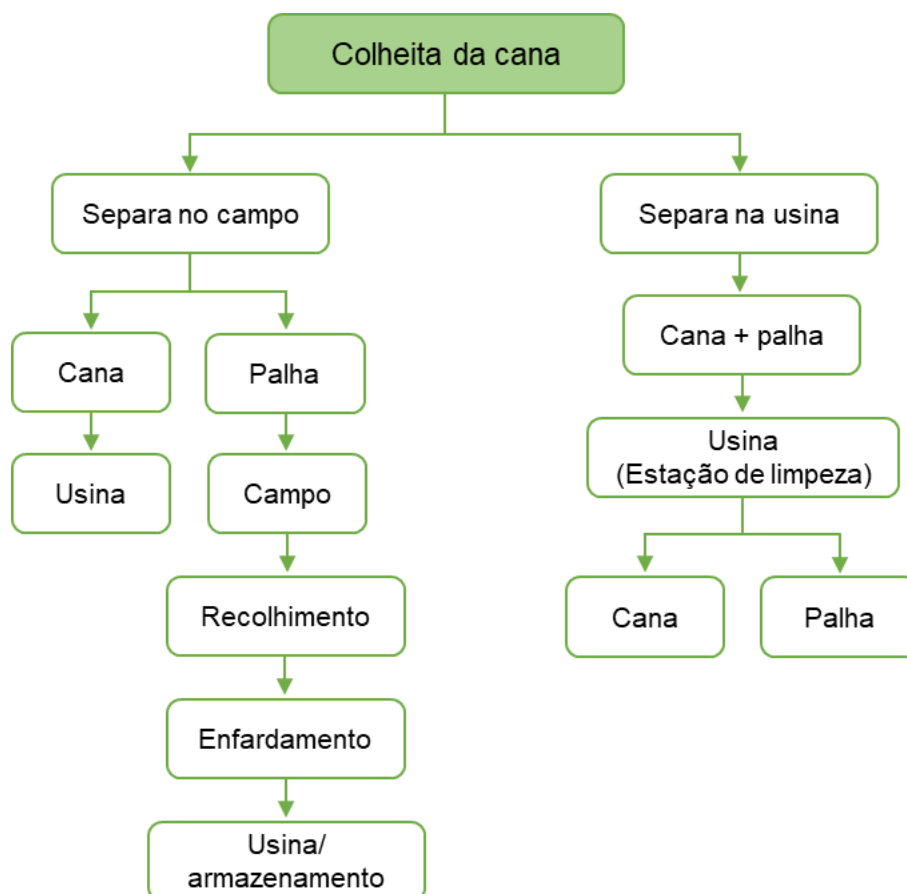 Colheita da cana
Separa no campo
Separa na usina
Cana
Palha
Cana + palha
Usina
Campo
Usina
(Estação de limpeza)
Recolhimento
Cana
Palha
Enfardamento
Usina/
armazenamento